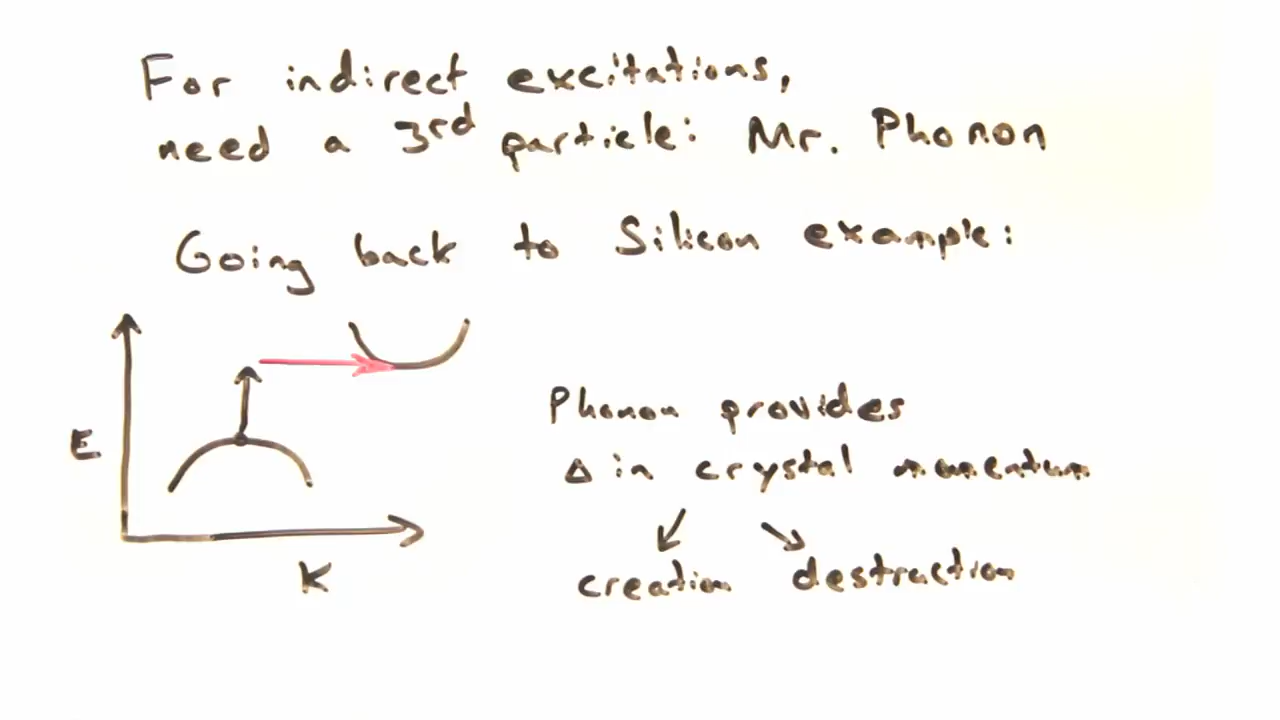 For indirect excitations,
need a 3rd particle: Mr. Phonon
Going back to Silicon example:
E
K
Phonon provides
Δ in crystal momentum
creation destruction